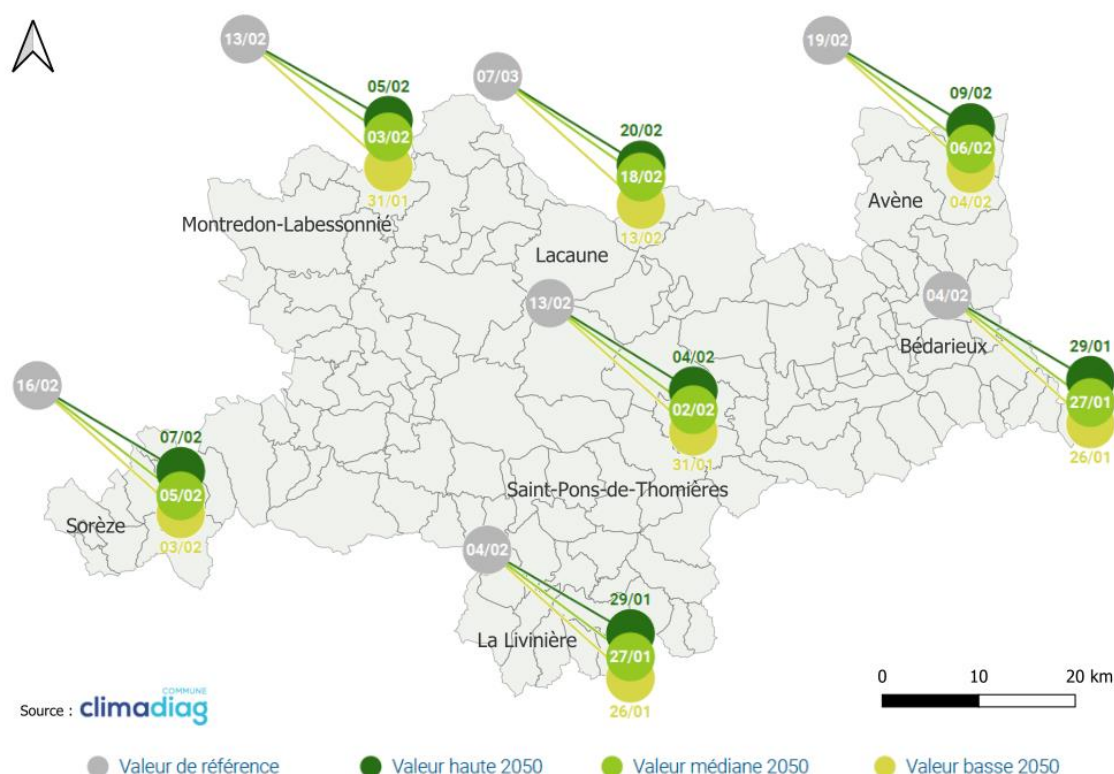 13/02
05/02
03/02
31/01
Montredon-Labessonnié
07/03
20/02
18/02
13/02
Lacaune
19/02
09/02
06/02
04/02
Avène
04/02
Bédarieux
29/01
27/01
26/01
13/02
04/02
02/02
31/01
Saint-Pons-de-Thomières
16/02
07/02
05/02
03/02
Sorèze
04/02
29/01
27/01
26/01
La Livinière
0 10 20 km
Source : climadiag COMMUNE
Valeur de référence Valeur haute 2050 Valeur médiane 2050 Valeur basse 2050